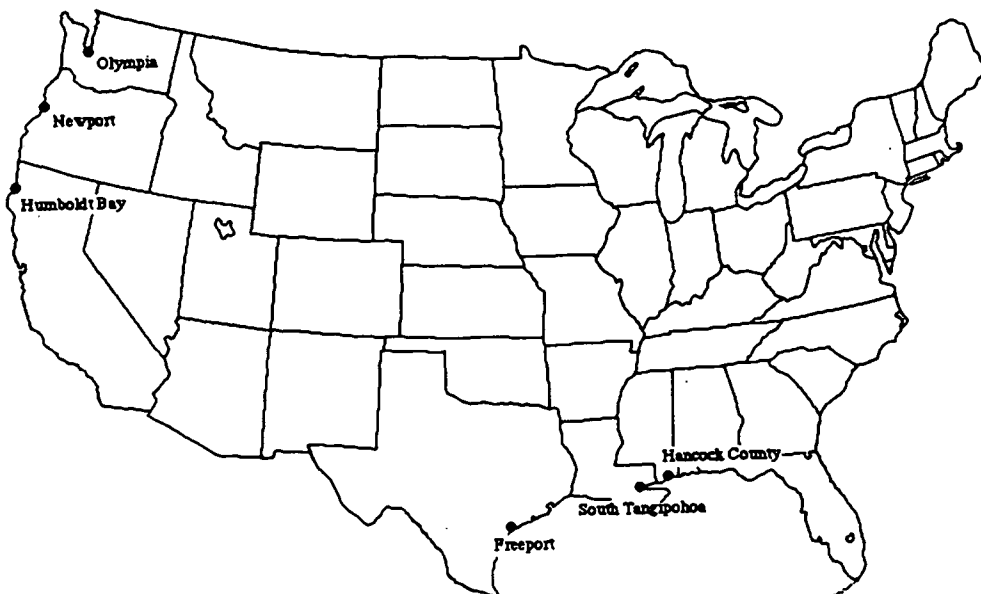 Olympia
Newport
Humboldt Bay
Hancock County
South Tangipohoa
Freeport